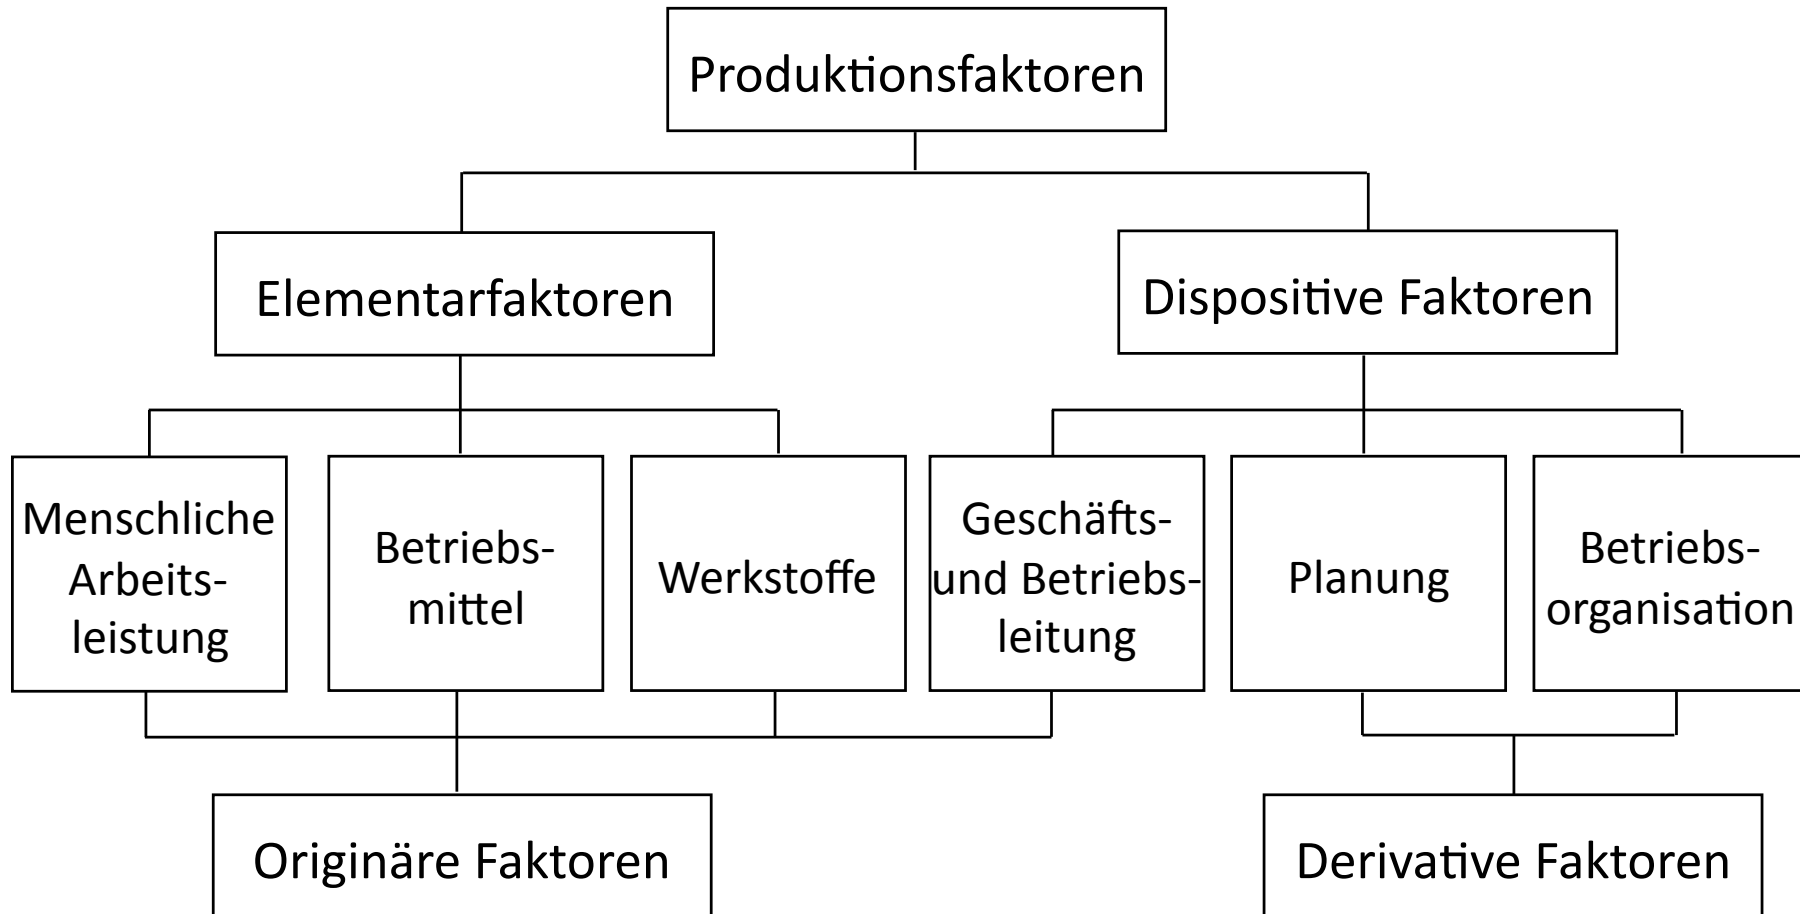 Produktionsfaktoren
Elementarfaktoren
Dispositive Faktoren
Menschliche
Arbeits-
leistung
Betriebs-
mittel
Werkstoffe
Geschäfts-
und Betriebs-
leitung
Planung
Betriebs-
organisation
Originäre Faktoren
Derivative Faktoren